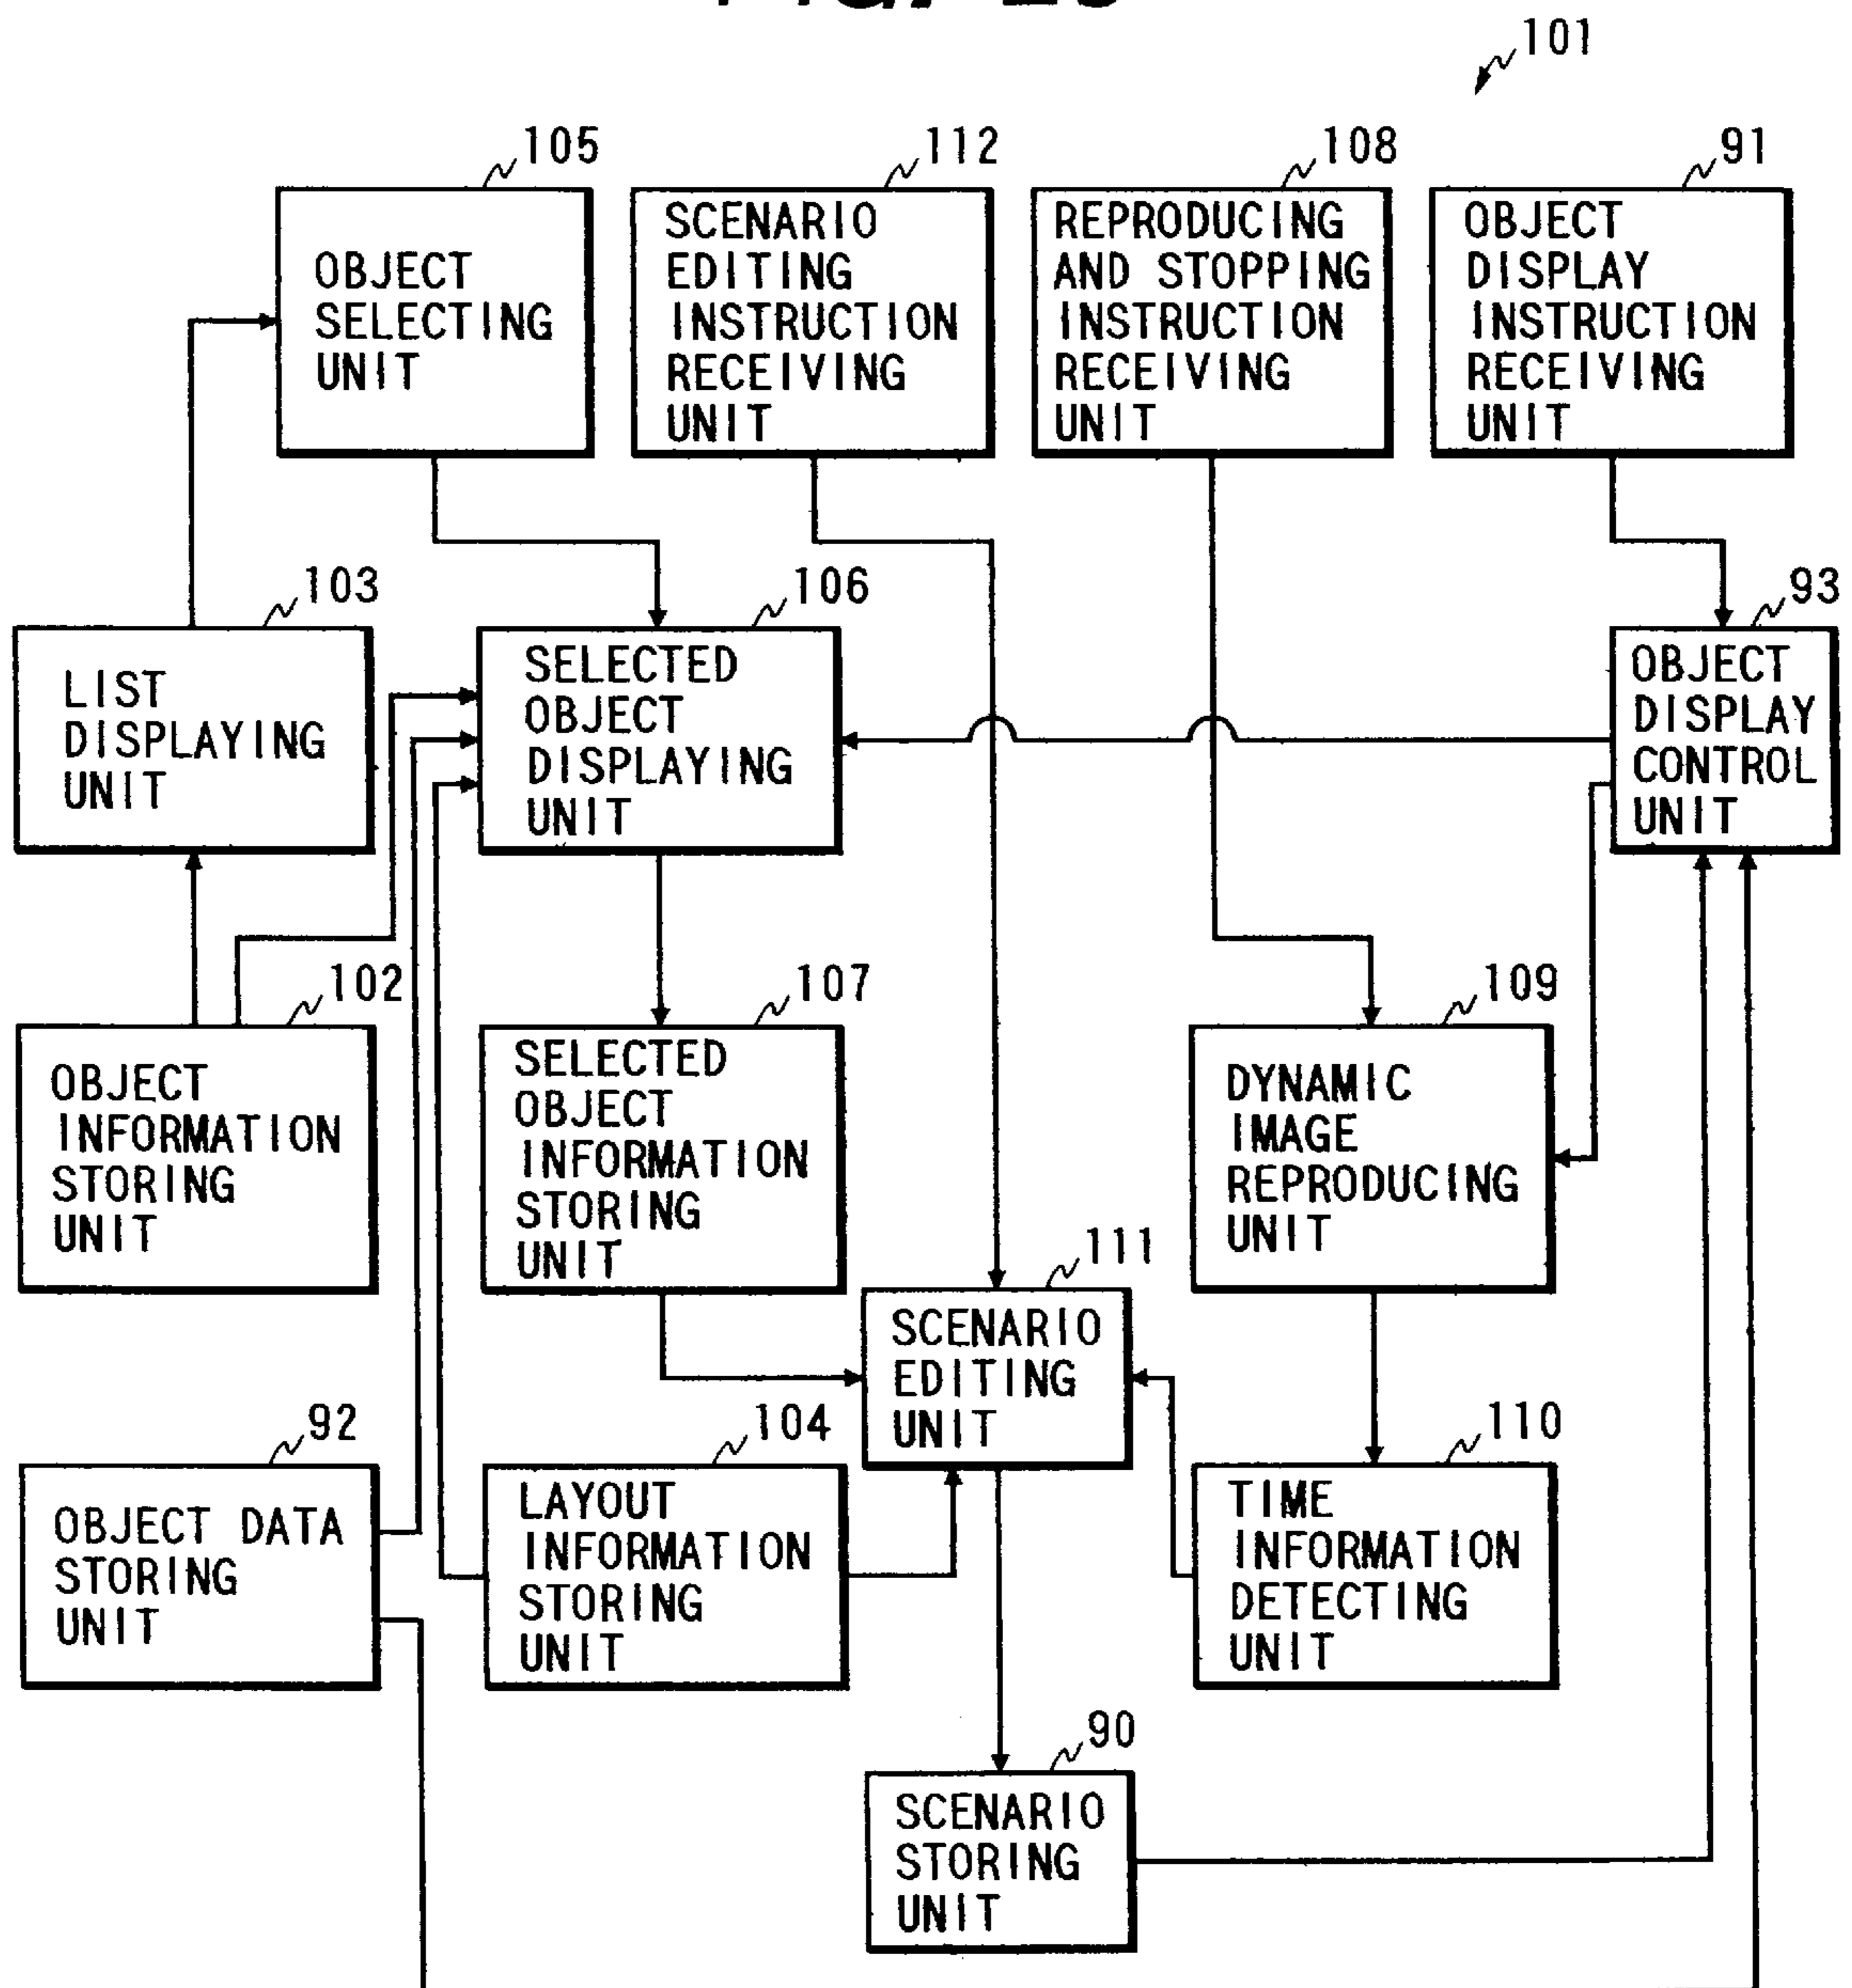 101
105
OBJECT
SELECTING
UNIT
112
SCENARIO
EDITING
INSTRUCTION
RECEIVING
UNIT
108
REPRODUCING
AND STOPPING
INSTRUCTION
RECEIVING
UNIT
91
OBJECT
DISPLAY
INSTRUCTION
RECEIVING
UNIT
103
LIST
DISPLAYING
UNIT
106
SELECTED
OBJECT
DISPLAYING
UNIT
93
OBJECT
DISPLAY
CONTROL
UNIT
102
OBJECT
INFORMATION
STORING
UNIT
107
SELECTED
OBJECT
INFORMATION
STORING
UNIT
109
DYNAMIC
IMAGE
REPRODUCING
UNIT
111
SCENARIO
EDITING
UNIT
92
OBJECT DATA
STORING
UNIT
104
LAYOUT
INFORMATION
STORING
UNIT
110
TIME
INFORMATION
DETECTING
UNIT
90
SCENARIO
STORING
UNIT